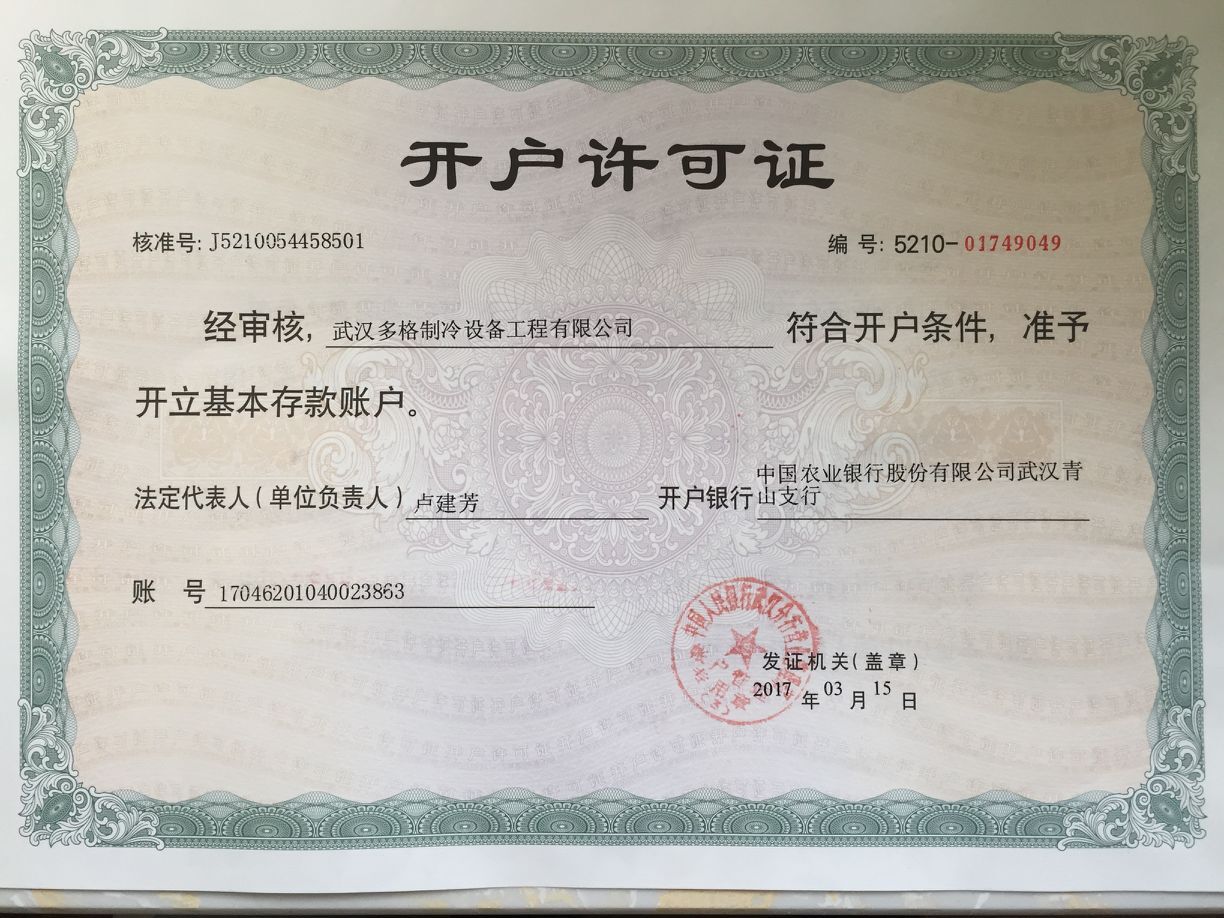 开户许可证
核准号: J5210054458501 编 号: 5210-01749049
经审核, 武汉多格制冷设备工程有限公司 符合开户条件, 准予
开立基本存款账户。
法定代表人(单位负责人) 卢建芳 开户银行 中国农业银行股份有限公司武汉青
山支行
账 号 17046201040023863
发证机关(盖章)
2017 年 03 月 15 日